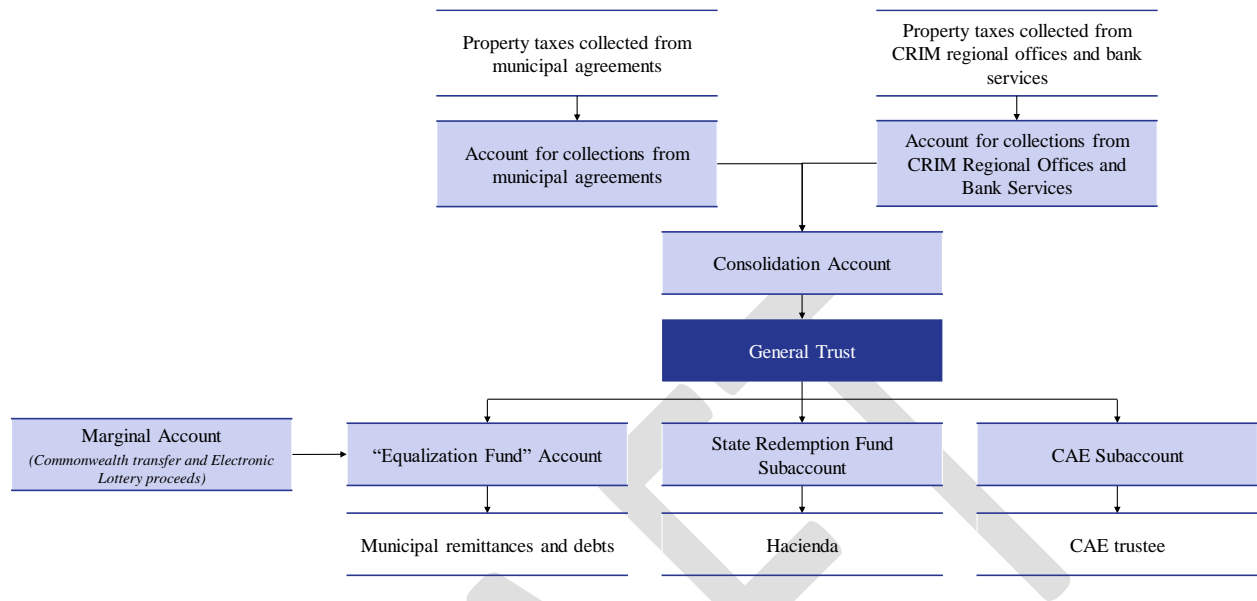 Property taxes collected from
municipal agreements
Property taxes collected from
CRIM regional offices and bank
services
Account for collections from
municipal agreements
Account for collections from
CRIM Regional Offices and
Bank Services
Consolidation Account
General Trust
Marginal Account
(Commonwealth transfer and Electronic
Lottery proceeds)
“Equalization Fund” Account
State Redemption Fund
Subaccount
CAE Subaccount
Municipal remittances and debts
Hacienda
CAE trustee